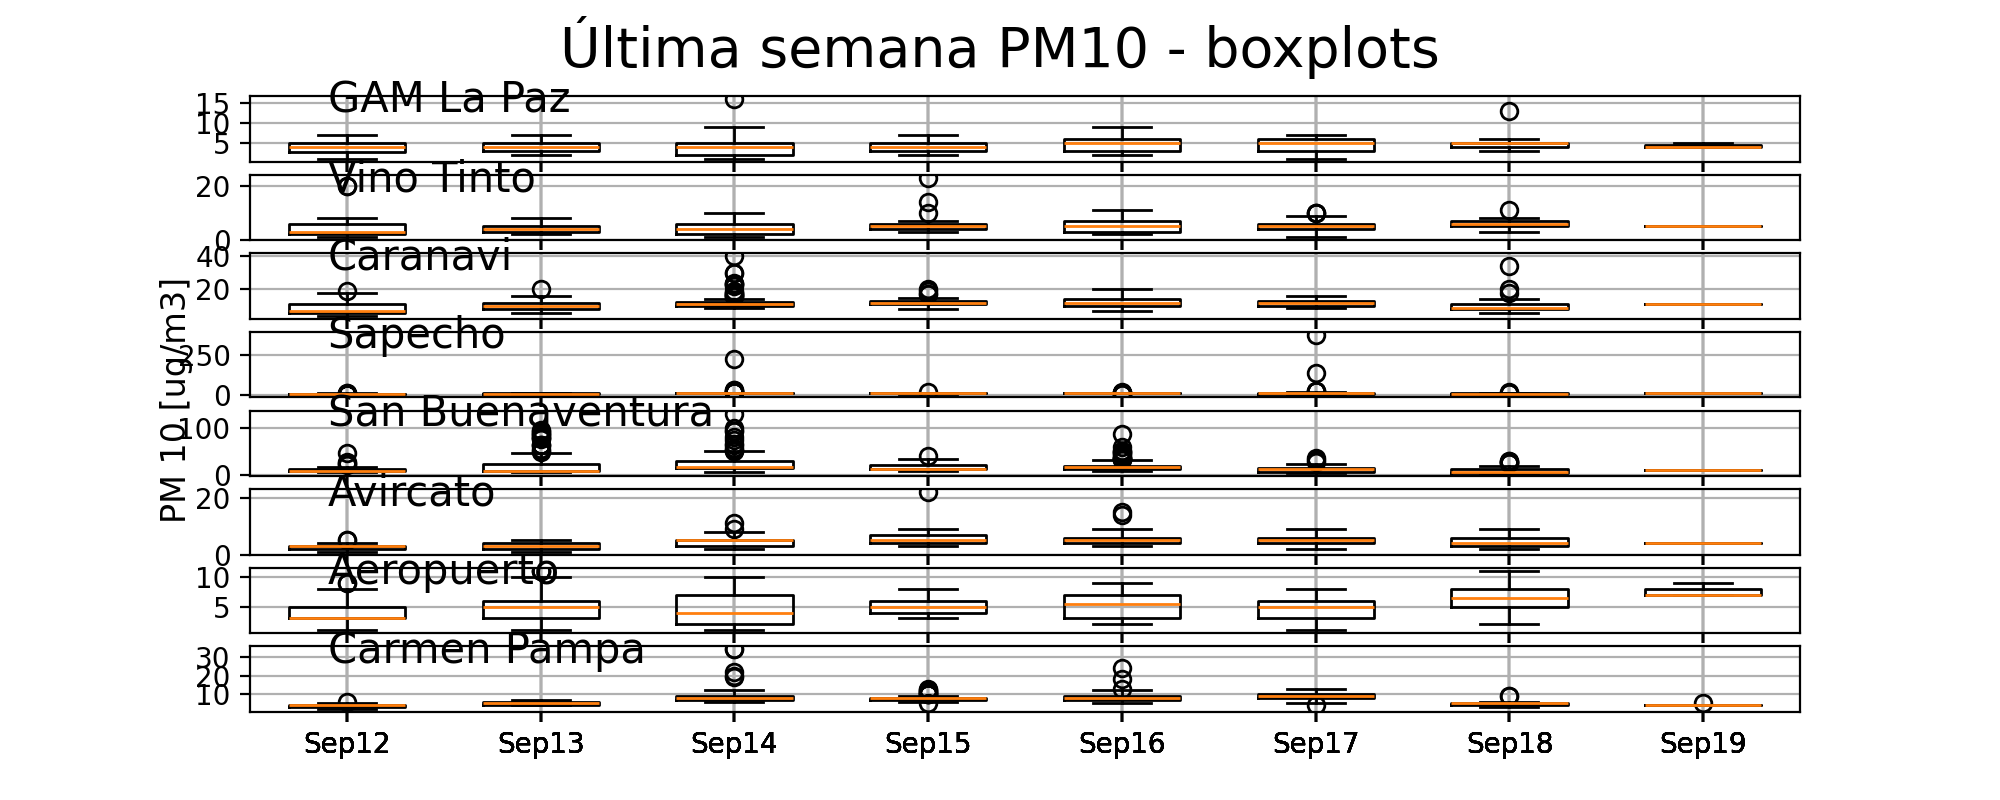 Última semana PM10 - boxplots
GAM La Paz
15
10
5
Vino Tinto
20
0
Caranavi
40
20
Sapecho
250
0
San Buenaventura
100
0
Avircato
20
0
Aeropuerto
10
5
Carmen Pampa
30
20
10
PM 10 [ug/m3]
Sep12 Sep13 Sep14 Sep15 Sep16 Sep17 Sep18 Sep19